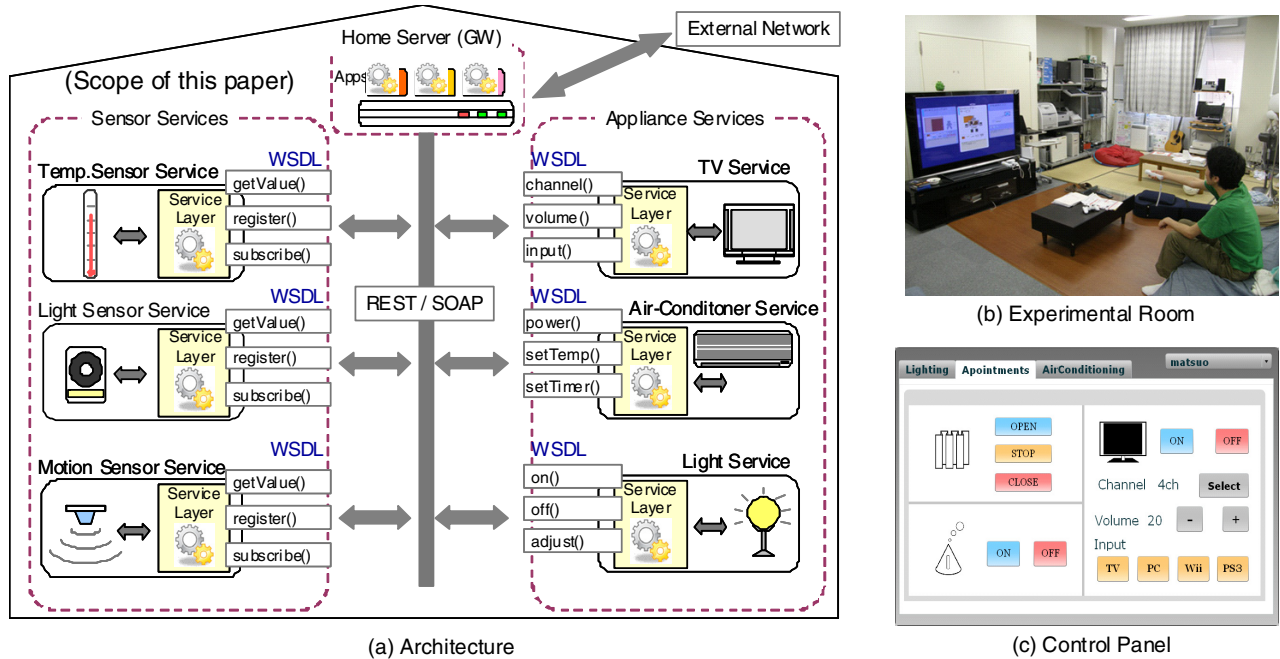 External Network
Home Server (GW)
Apps
(Scope of this paper)
Sensor Services
Temp.Sensor Service
WSDL
getValue()
register()
subscribe()
Service
Layer
Light Sensor Service
WSDL
getValue()
register()
subscribe()
Service
Layer
Motion Sensor Service
WSDL
getValue()
register()
subscribe()
Service
Layer
REST / SOAP
Appliance Services
WSDL
TV Service
channel()
volume()
input()
Service
Layer
WSDL
Air-Conditoner Service
power()
setTemp()
setTimer()
Service
Layer
WSDL
Light Service
on()
off()
adjust()
Service
Layer
(a) Architecture
(b) Experimental Room
Lighting Apointments AirConditioning matsuo
OPEN
STOP
CLOSE
ON OFF
ON OFF
Channel 4ch Select
Volume 20 - +
Input
TV PC Wii PS3
(c) Control Panel